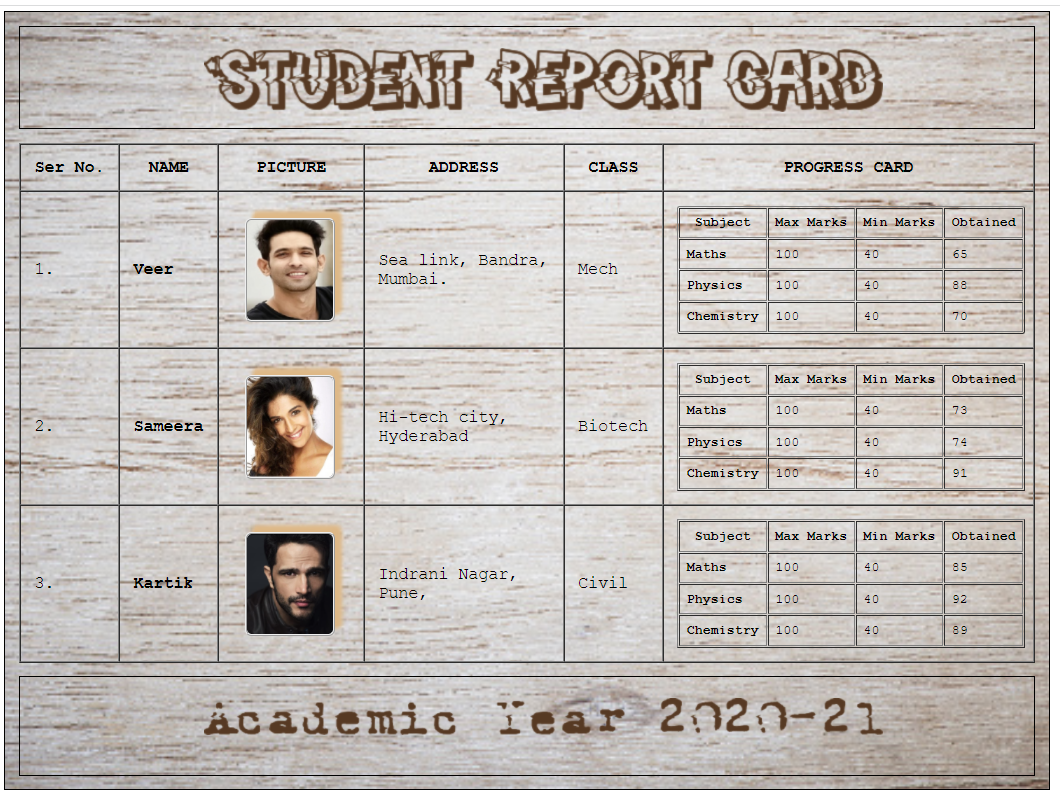 STUDENT REPORT CARD
Ser No. NAME PICTURE ADDRESS CLASS PROGRESS CARD
1. Veer Sea link, Bandra, Mumbai. Mech
Subject Max Marks Min Marks Obtained
Maths 100 40 65
Physics 100 40 88
Chemistry 100 40 70
2. Sameera Hi-tech city, Hyderabad Biotech
Subject Max Marks Min Marks Obtained
Maths 100 40 73
Physics 100 40 74
Chemistry 100 40 91
3. Kartik Indrani Nagar, Pune, Civil
Subject Max Marks Min Marks Obtained
Maths 100 40 85
Physics 100 40 92
Chemistry 100 40 89
Academic Year 2020-21